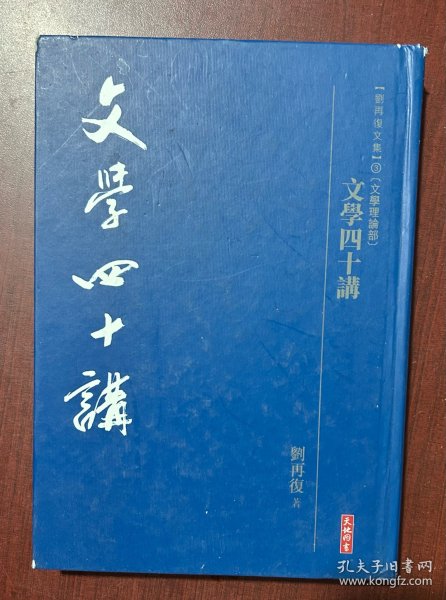 文學四十講
【劉再復文集】③〔文學理論部〕
文學四十講
劉再復 著
天地圖書
孔夫子旧书网
www.kongfz.com